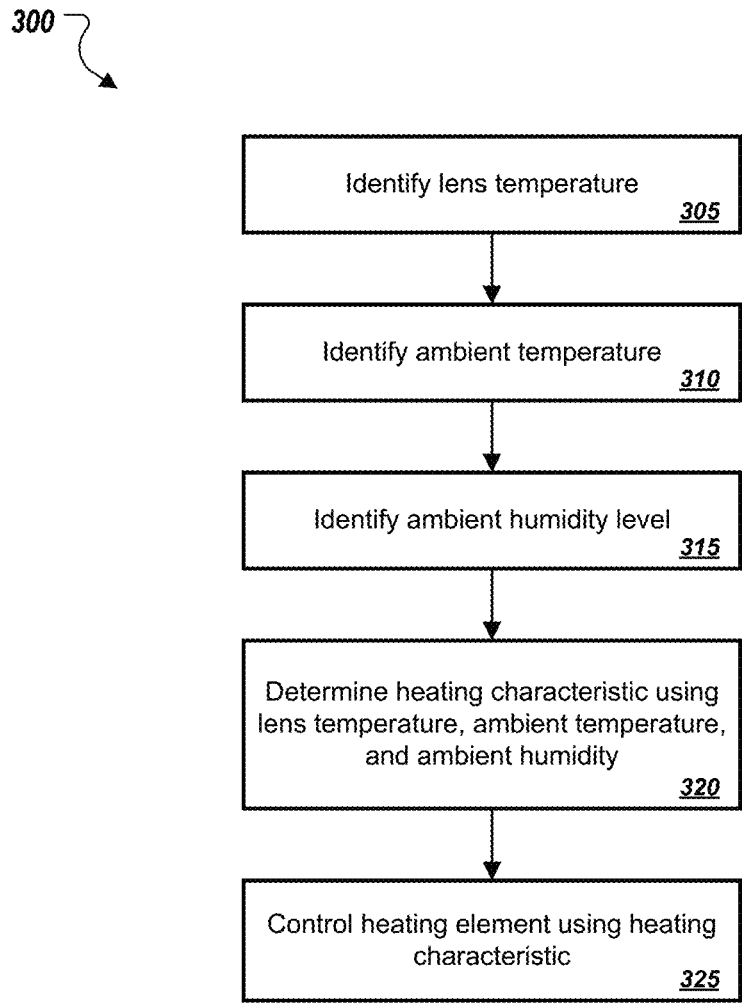 300
Identify lens temperature
305
Identify ambient temperature
310
Identify ambient humidity level
315
Determine heating characteristic using
lens temperature, ambient temperature,
and ambient humidity
320
Control heating element using heating
characteristic
325